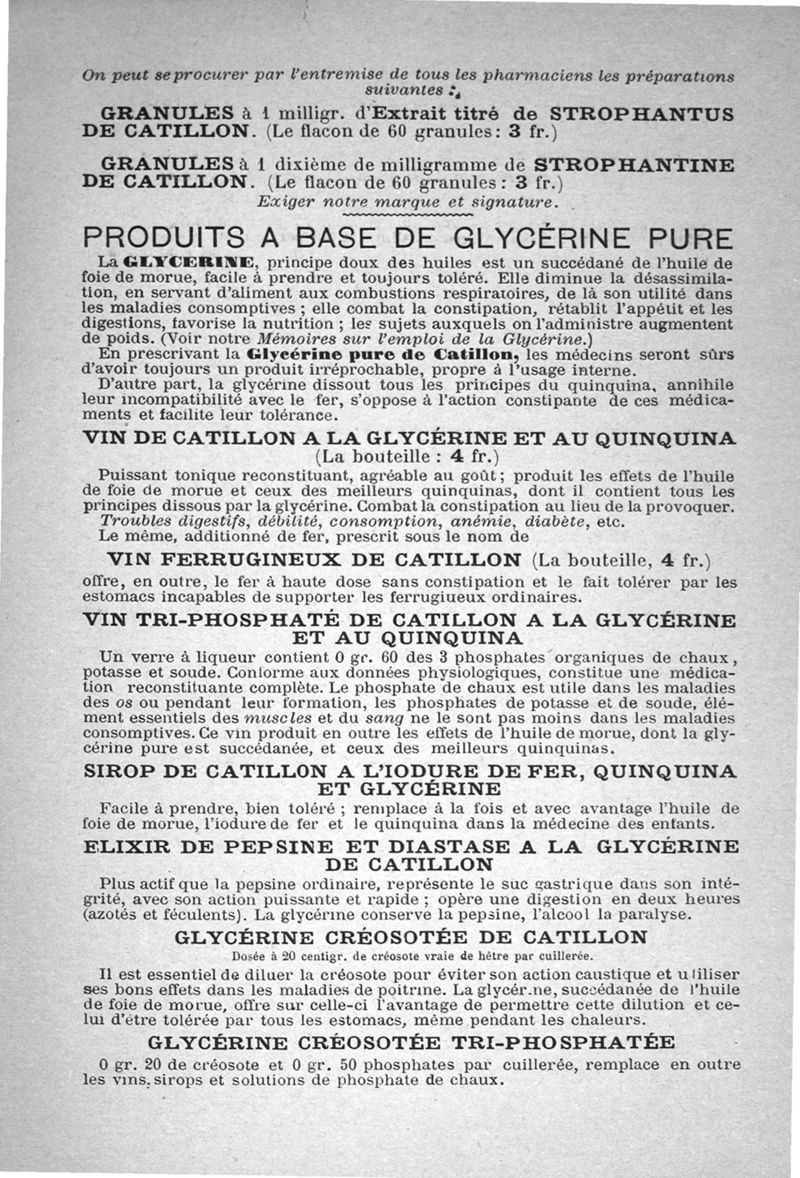 On peut se procurer par l'entremise de tous les pharmaciens les préparations
suivantes :
GRANULES à 1 milligr. d'Extrait titré de STROPHANTUS
DE CATILLON. (Le flacon de 60 granules : 3 fr.)
GRANULES à 1 dixième de milligramme de STROPHANTINE
DE CATILLON. (Le flacon de 60 granules : 3 fr.)
Exiger notre marque et signature.
PRODUITS A BASE DE GLYCÉRINE PURE
La GLYCERINE, principe doux des huiles est un succédané de l'huile de
foie de morue, facile à prendre et toujours toléré. Elle diminue la désassimila-
tion, en servant d'aliment aux combustions respiratoires, de là son utilité dans
les maladies consomptives ; elle combat la constipation, rétablit l'appétit et les
digestions, favorise la nutrition ; les sujets auxquels on l'administre augmentent
de poids. (Voir notre Mémoires sur l'emploi de la Glycérine.)
En prescrivant la Glycérine pure de Catillon, les médecins seront sûrs
d'avoir toujours un produit irréprochable, propre à l'usage interne.
D'autre part, la glycérine dissout tous les principes du quinquina, annihile
leur incompatibilité avec le fer, s'oppose à l'action constipante de ces médica-
ments et facilite leur tolérance.
VIN DE CATILLON A LA GLYCÉRINE ET AU QUINQUINA
(La bouteille : 4 fr.)
Puissant tonique reconstituant, agréable au goût ; produit les effets de l'huile
de foie de morue et ceux des meilleurs quinquinas, dont il contient tous les
principes dissous par la glycérine. Combat la constipation au lieu de la provoquer.
Troubles digestifs, débilité, consomption, anémie, diabète, etc.
Le même, additionné de fer, prescrit sous le nom de
VIN FERRUGINEUX DE CATILLON (La bouteille, 4 fr.)
offre, en outre, le fer à haute dose sans constipation et le fait tolérer par les
estomacs incapables de supporter les ferrugiueux ordinaires.
VIN TRI-PHOSPHATÉ DE CATILLON A LA GLYCÉRINE
ET AU QUINQUINA
Un verre à liqueur contient 0 gr. 60 des 3 phosphates organiques de chaux,
potasse et soude. Conforme aux données physiologiques, constitue une médica-
tion reconstituante complète. Le phosphate de chaux est utile dans les maladies
des os ou pendant leur formation, les phosphates de potasse et de soude, élé-
ment essentiels des muscles et du sang ne le sont pas moins dans les maladies
consomptives. Ce vin produit en outre les effets de l'huile de morue, dont la gly-
cérine pure est succédanée, et ceux des meilleurs quinquinas.
SIROP DE CATILLON A L'IODURE DE FER, QUINQUINA
ET GLYCÉRINE
Facile à prendre, bien toléré ; remplace à la fois et avec avantage l'huile de
foie de morue, l'iodure de fer et le quinquina dans la médecine des enfants.
ELIXIR DE PEPSINE ET DIASTASE A LA GLYCÉRINE
DE CATILLON
Plus actif que la pepsine ordinaire, représente le suc gastrique dans son inté-
grité, avec son action puissante et rapide ; opère une digestion en deux heures
(azotés et féculents). La glycérine conserve la pepsine, l'alcool la paralyse.
GLYCÉRINE CRÉOSOTÉE DE CATILLON
Dosée à 20 centigr. de créosote vraie de hêtre par cuillerée.
Il est essentiel de diluer la créosote pour éviter son action caustique et utiliser
ses bons effets dans les maladies de poitrine. La glycérine, succédanée de l'huile
de foie de morue, offre sur celle-ci l'avantage de permettre cette dilution et ce-
lui d'être tolérée par tous les estomacs, même pendant les chaleurs.
GLYCÉRINE CRÉOSOTÉE TRI-PHOSPHATÉE
0 gr. 20 de créosote et 0 gr. 50 phosphates par cuillerée, remplace en outre
les vins, sirops et solutions de phosphate de chaux.